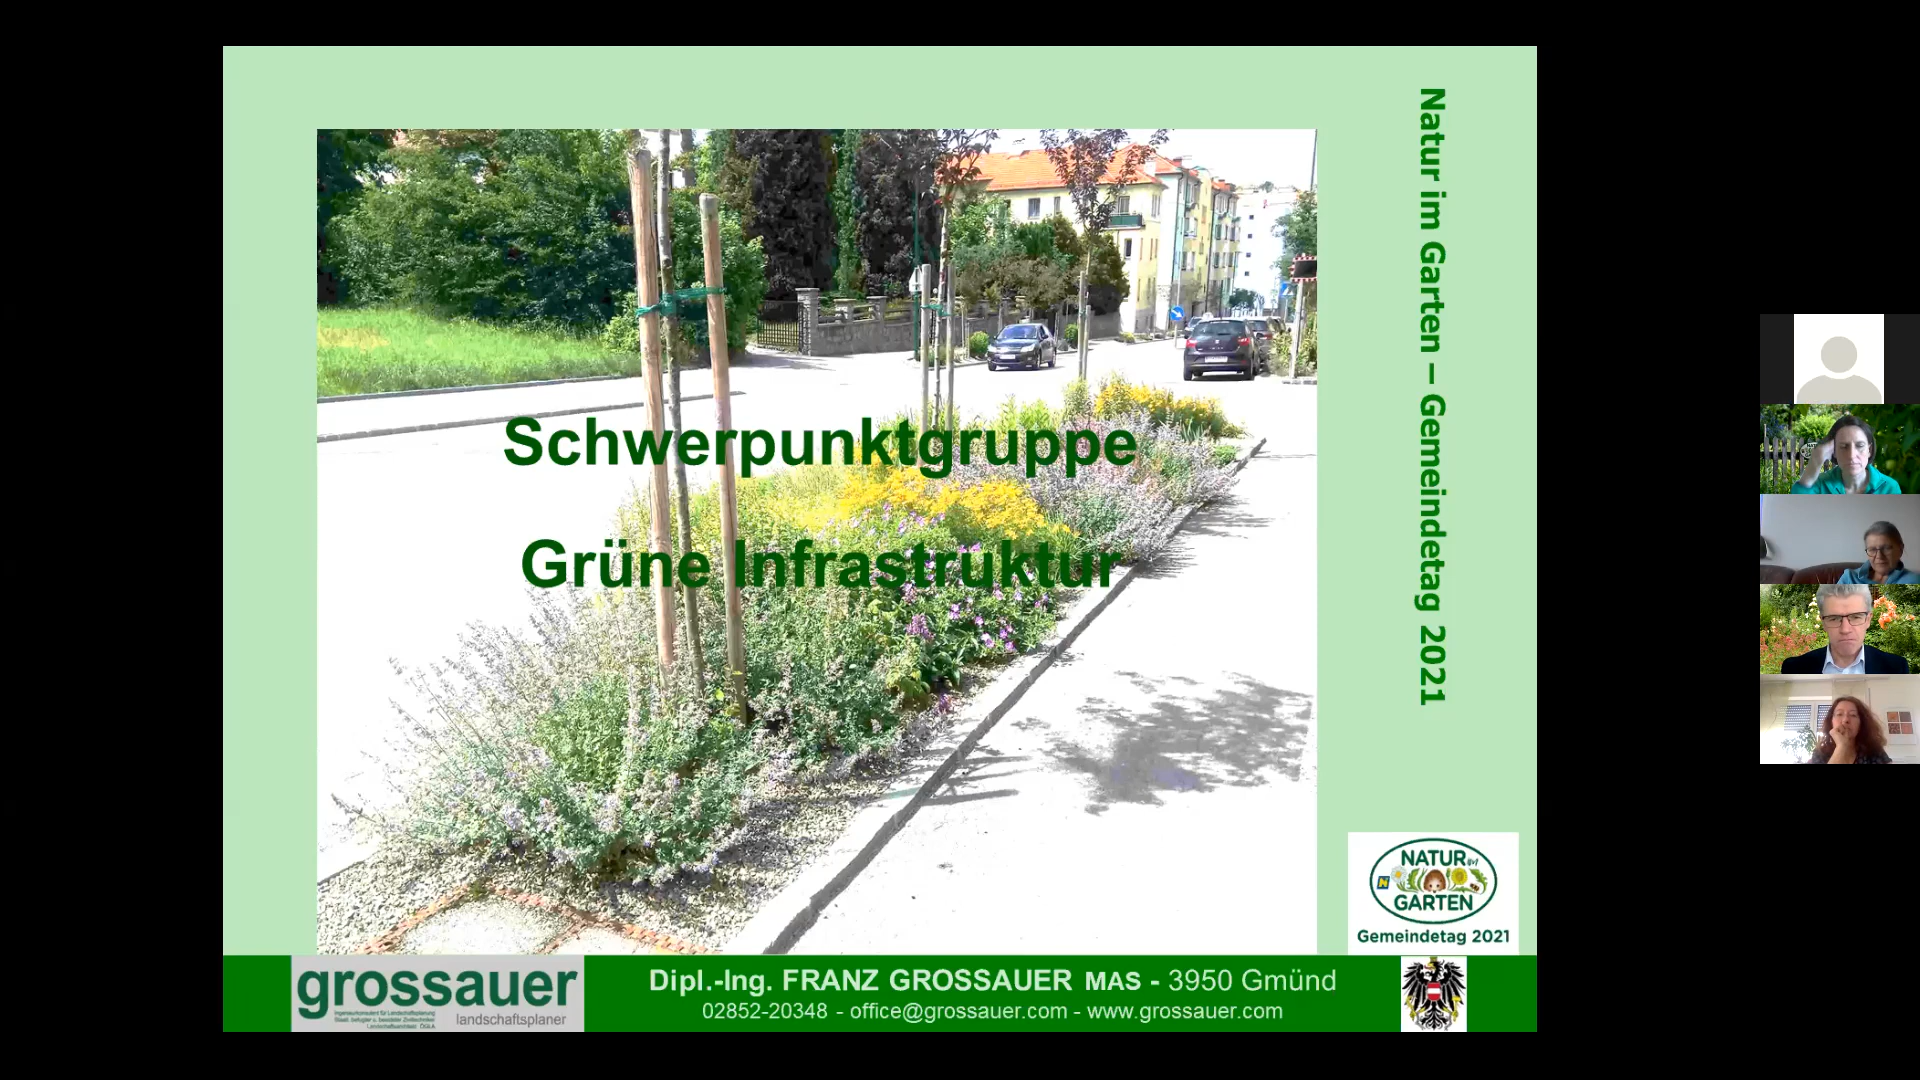 Natur im Garten – Gemeindetag 2021
Schwerpunktgruppe
Grüne Infrastruktur
NATUR im
GARTEN
Gemeindetag 2021
grossauer
landschaftsplaner
Dipl.-Ing. FRANZ GROSSAUER MAS - 3950 Gmünd
02852-20348 - office@grossauer.com - www.grossauer.com